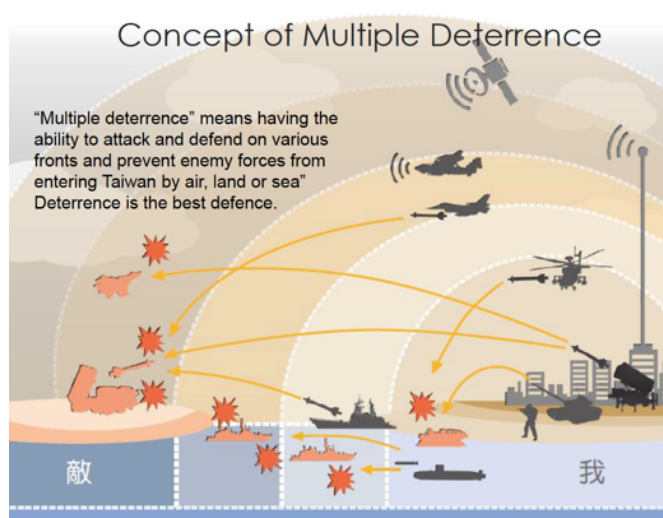 Concept of Multiple Deterrence
“Multiple deterrence” means having the
ability to attack and defend on various
fronts and prevent enemy forces from
entering Taiwan by air, land or sea”
Deterrence is the best defence.
敵
我